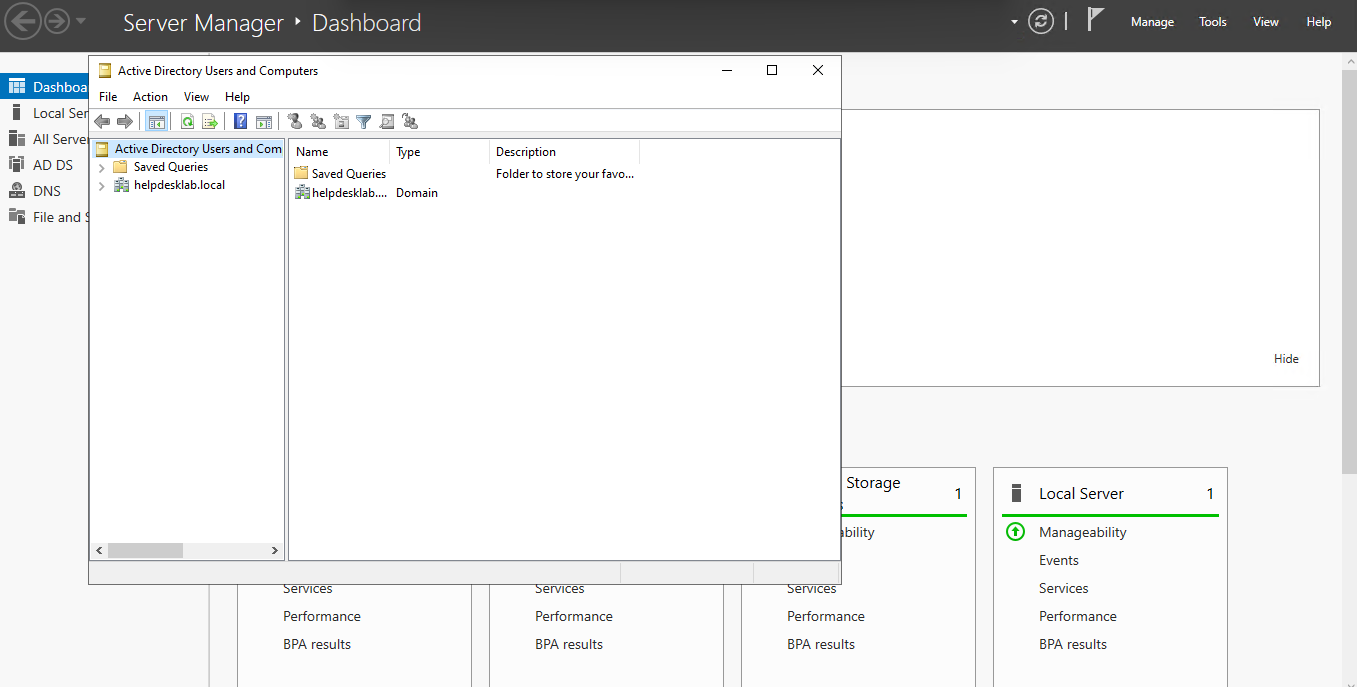 Server Manager ‣ Dashboard
Manage Tools View Help
Active Directory Users and Computers
File Action View Help
Dashboa
Local Ser
All Serve
AD DS
DNS
File and S
Active Directory Users and Com
Saved Queries
helpdesklab.local
Name Type Description
Saved Queries Folder to store your favo...
helpdesklab.... Domain
Hide
Storage 1
s
ability
Services
Performance
BPA results
Services
Performance
BPA results
Services
Performance
BPA results
Local Server 1
Manageability
Events
Services
Performance
BPA results